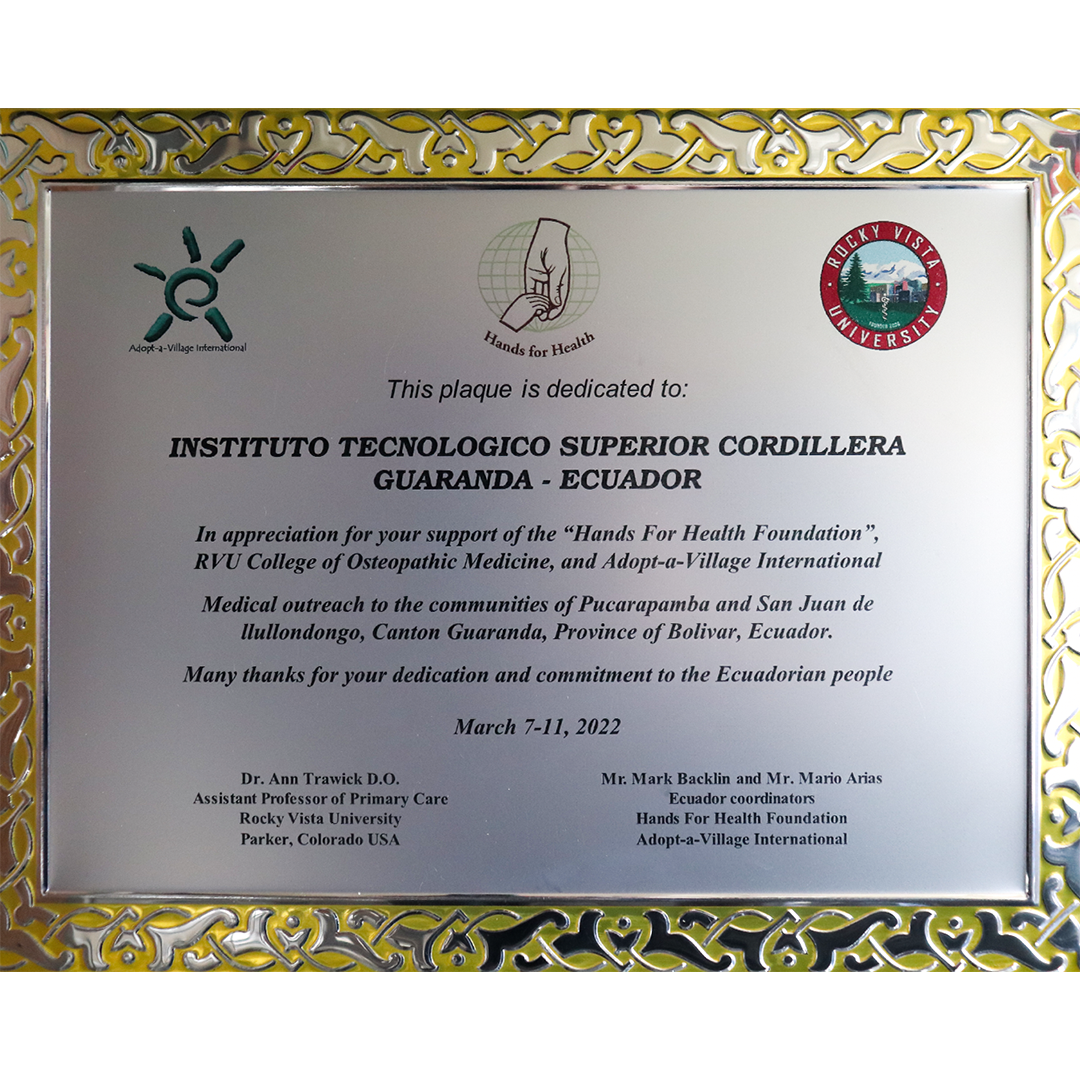 Adopt-a-Village International
Hands for Health
ROCKY VISTA
UNIVERSITY
This plaque is dedicated to:
INSTITUTO TECNOLOGICO SUPERIOR CORDILLERA
GUARANDA - ECUADOR
In appreciation for your support of the “Hands For Health Foundation”,
RVU College of Osteopathic Medicine, and Adopt-a-Village International
Medical outreach to the communities of Pucarapamba and San Juan de
llullondongo, Canton Guaranda, Province of Bolivar, Ecuador.
Many thanks for your dedication and commitment to the Ecuadorian people
March 7-11, 2022
Dr. Ann Trawick D.O.
Assistant Professor of Primary Care
Rocky Vista University
Parker, Colorado USA
Mr. Mark Backlin and Mr. Mario Arias
Ecuador coordinators
Hands For Health Foundation
Adopt-a-Village International